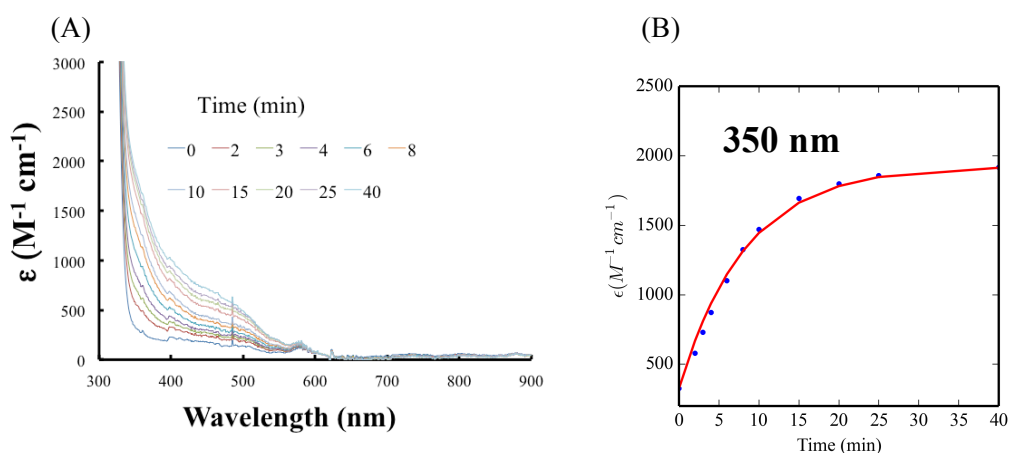 (A)
3000
2500
2000
1500
1000
500
0
ε (M⁻¹ cm⁻¹)
Time (min)
0 2 3 4 6 8
10 15 20 25 40
300 400 500 600 700 800 900
Wavelength (nm)
(B)
2500
2000
1500
1000
500
ϵ(M⁻¹cm⁻¹)
350 nm
0 5 10 15 20 25 30 35 40
Time (min)